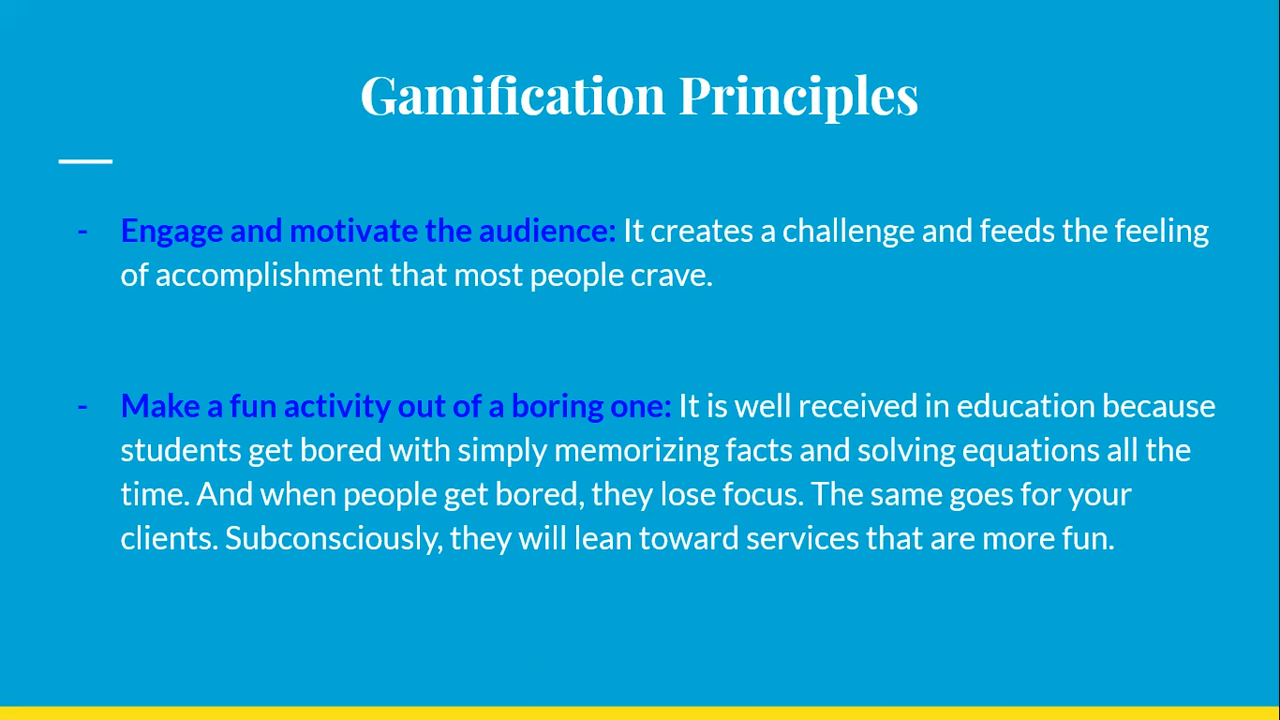 Gamification Principles
- Engage and motivate the audience: It creates a challenge and feeds the feeling
of accomplishment that most people crave.
- Make a fun activity out of a boring one: It is well received in education because
students get bored with simply memorizing facts and solving equations all the
time. And when people get bored, they lose focus. The same goes for your
clients. Subconsciously, they will lean toward services that are more fun.